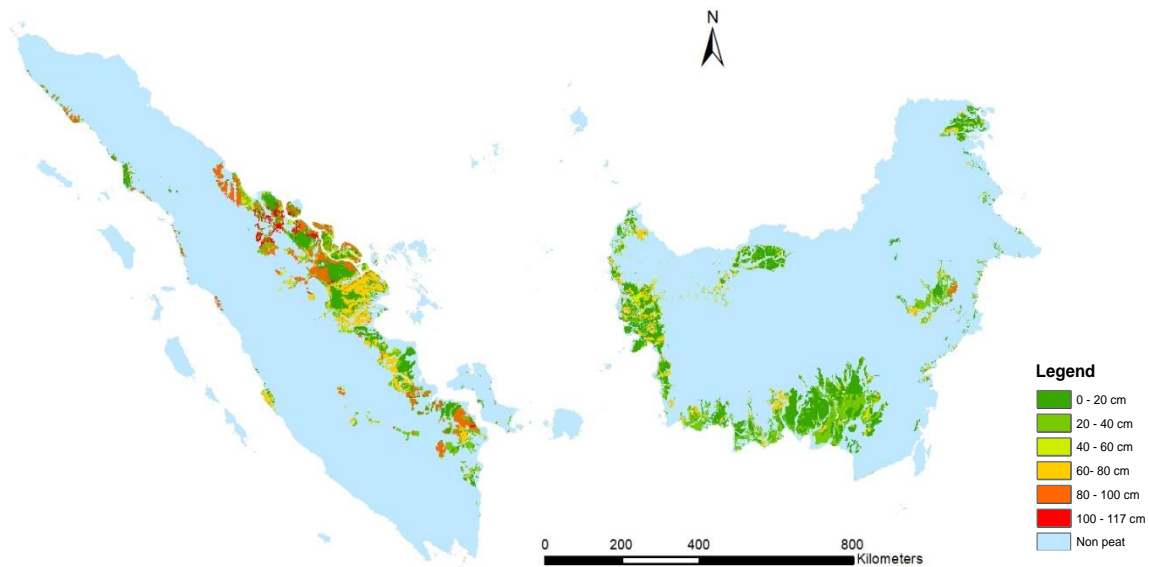 N
Legend
0 - 20 cm
20 - 40 cm
40 - 60 cm
60- 80 cm
80 - 100 cm
100 - 117 cm
Non peat
0 200 400 800
Kilometers